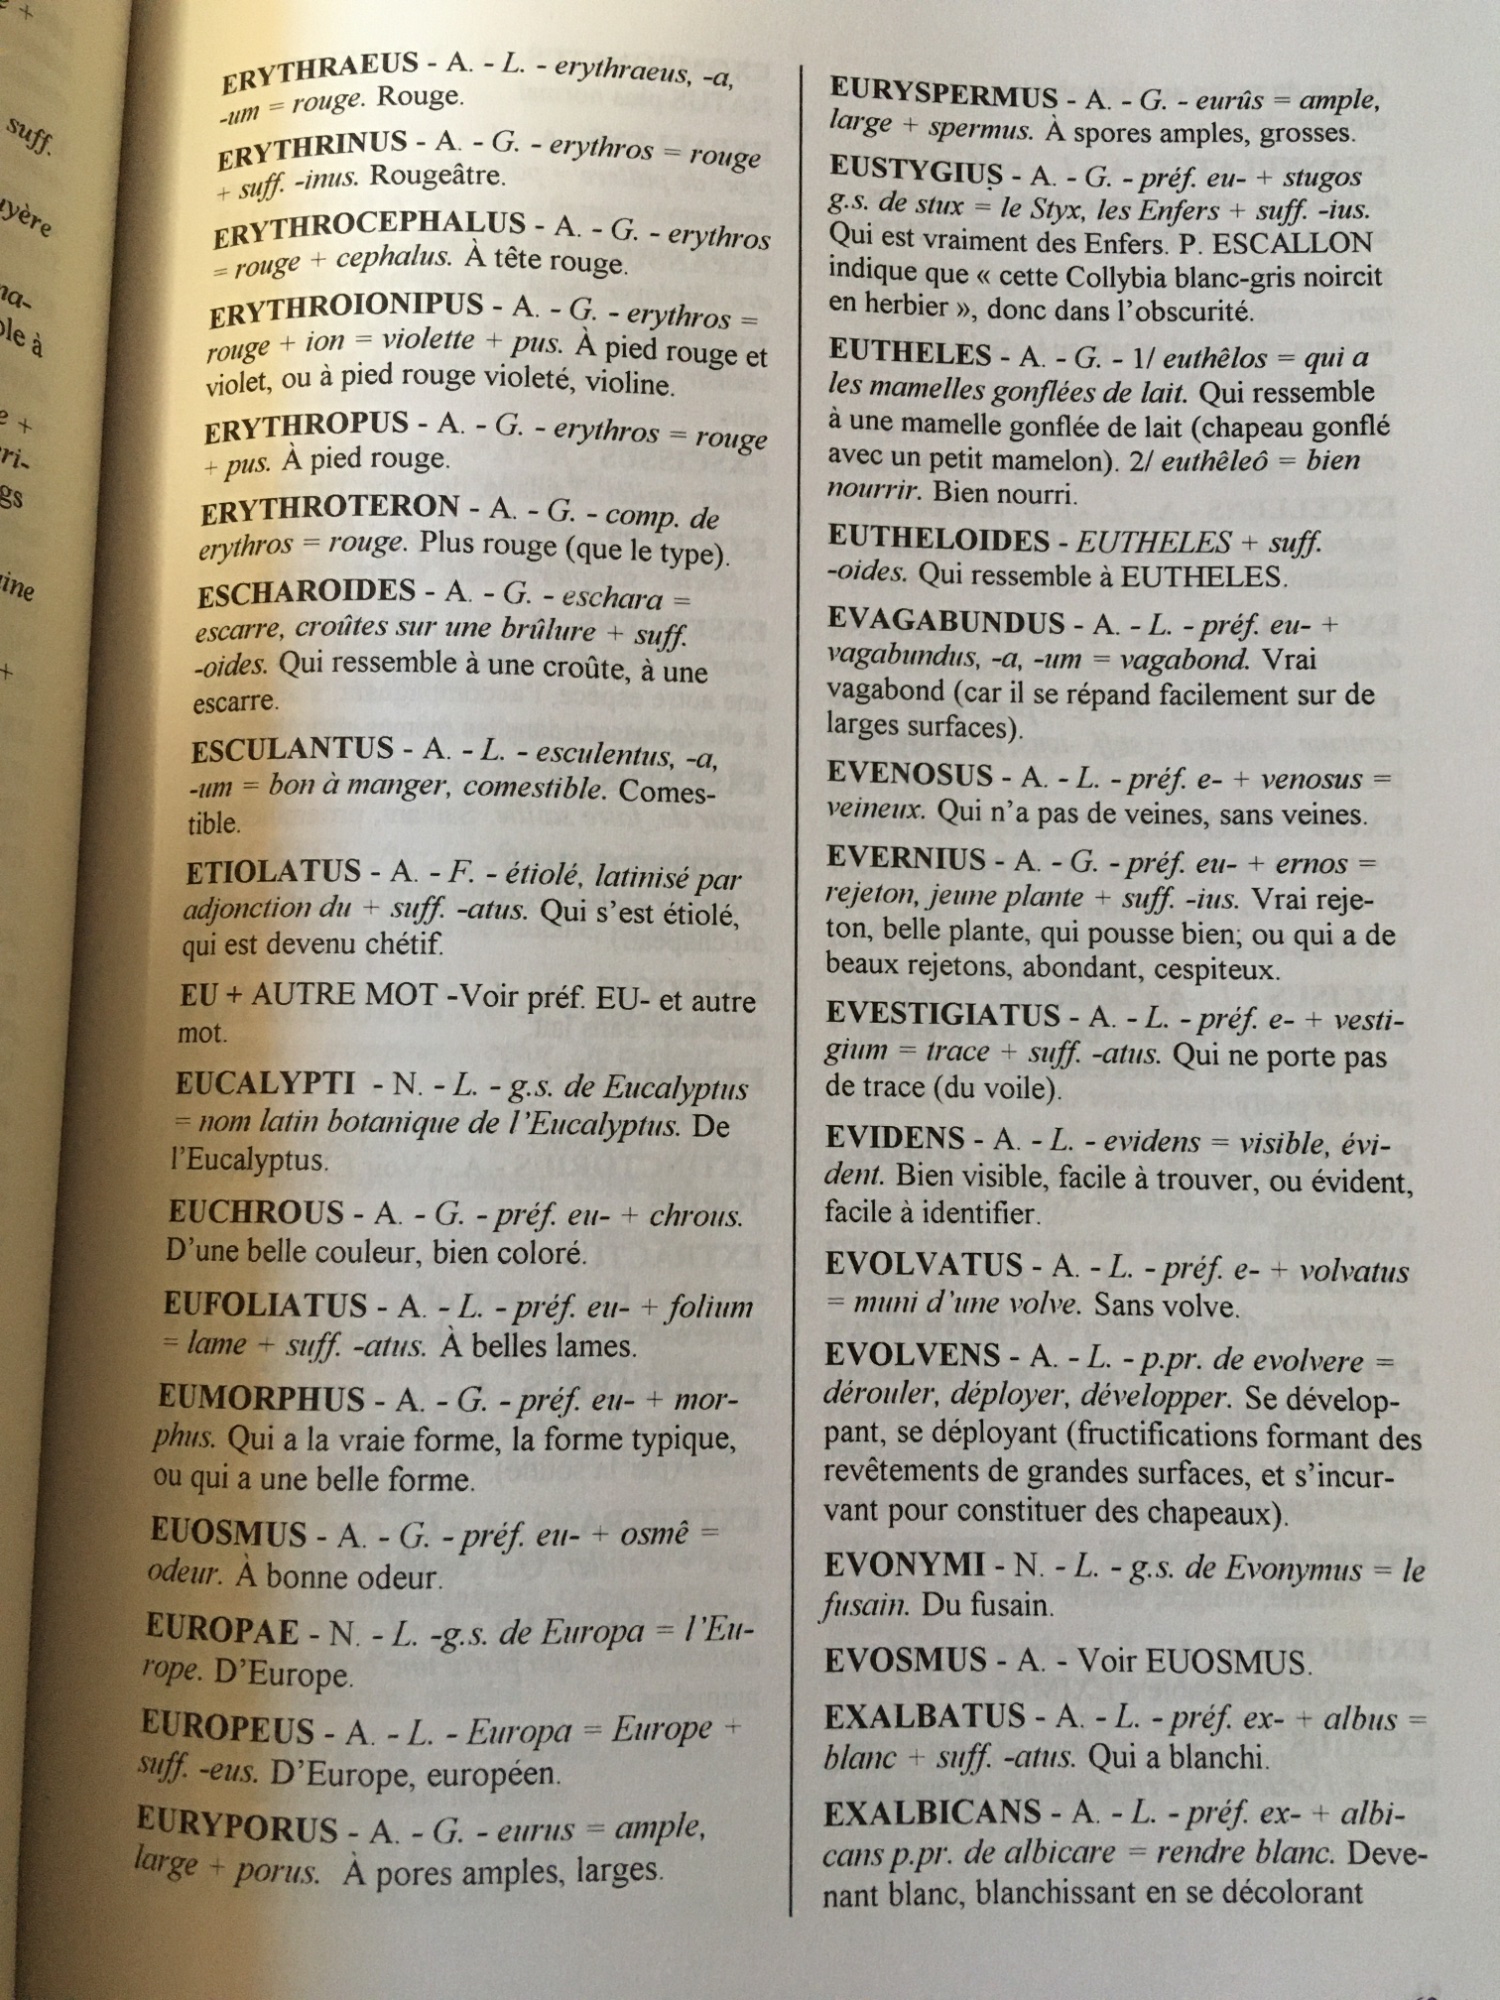 ERYTHRAEUS - A. - L. - erythraeus, -a,
-um = rouge. Rouge.
ERYTHRINUS - A. - G. - erythros = rouge
+ suff. -inus. Rougeâtre.
ERYTHROCEPHALUS - A. - G. - erythros
= rouge + cephalus. À tête rouge.
ERYTHROIONIPUS - A. - G. - erythros =
rouge + ion = violette + pus. À pied rouge et
violet, ou à pied rouge violeté, violine.
ERYTHROPUS - A. - G. - erythros = rouge
+ pus. À pied rouge.
ERYTHROTERON - A. - G. - comp. de
erythros = rouge. Plus rouge (que le type).
ESCHAROIDES - A. - G. - eschara =
escarre, croûtes sur une brûlure + suff.
-oides. Qui ressemble à une croûte, à une
escarre.
ESCULANTUS - A. - L. - esculentus, -a,
-um = bon à manger, comestible. Comes-
tible.
ETIOLATUS - A. - F. - étiolé, latinisé par
adjonction du + suff. -atus. Qui s'est étiolé,
qui est devenu chétif.
EU + AUTRE MOT -Voir préf. EU- et autre
mot.
EUCALYPTI - N. - L. - g.s. de Eucalyptus
= nom latin botanique de l'Eucalyptus. De
l'Eucalyptus.
EUCHROUS - A. - G. - préf. eu- + chrous.
D'une belle couleur, bien coloré.
EUFOLIATUS - A. - L. - préf. eu- + folium
= lame + suff. -atus. À belles lames.
EUMORPHUS - A. - G. - préf. eu- + mor-
phus. Qui a la vraie forme, la forme typique,
ou qui a une belle forme.
EUOSMUS - A. - G. - préf. eu- + osmê =
odeur. À bonne odeur.
EUROPAE - N. - L. -g.s. de Europa = l'Eu-
rope. D'Europe.
EUROPEUS - A. - L. - Europa = Europe +
suff. -eus. D'Europe, européen.
EURYPORUS - A. - G. - eurus = ample,
large + porus. À pores amples, larges.
EURYSPERMUS - A. - G. - eurûs = ample,
large + spermus. À spores amples, grosses.
EUSTYGIUS - A. - G. - préf. eu- + stugos
g.s. de stux = le Styx, les Enfers + suff. -ius.
Qui est vraiment des Enfers. P. ESCALLON
indique que « cette Collybia blanc-gris noircit
en herbier », donc dans l'obscurité.
EUTHELES - A. - G. - 1/ euthêlos = qui a
les mamelles gonflées de lait. Qui ressemble
à une mamelle gonflée de lait (chapeau gonflé
avec un petit mamelon). 2/ euthêleô = bien
nourrir. Bien nourri.
EUTHELOIDES - EUTHELES + suff.
-oides. Qui ressemble à EUTHELES.
EVAGABUNDUS - A. - L. - préf. eu- +
vagabundus, -a, -um = vagabond. Vrai
vagabond (car il se répand facilement sur de
larges surfaces).
EVENOSUS - A. - L. - préf. e- + venosus =
veineux. Qui n'a pas de veines, sans veines.
EVERNIUS - A. - G. - préf. eu- + ernos =
rejeton, jeune plante + suff. -ius. Vrai reje-
ton, belle plante, qui pousse bien; ou qui a de
beaux rejetons, abondant, cespiteux.
EVESTIGIATUS - A. - L. - préf. e- + vesti-
gium = trace + suff. -atus. Qui ne porte pas
de trace (du voile).
EVIDENS - A. - L. - evidens = visible, évi-
dent. Bien visible, facile à trouver, ou évident,
facile à identifier.
EVOLVATUS - A. - L. - préf. e- + volvatus
= muni d'une volve. Sans volve.
EVOLVENS - A. - L. - p.pr. de evolvere =
dérouler, déployer, développer. Se dévelop-
pant, se déployant (fructifications formant des
revêtements de grandes surfaces, et s'incur-
vant pour constituer des chapeaux).
EVONYMI - N. - L. - g.s. de Evonymus = le
fusain. Du fusain.
EVOSMUS - A. - Voir EUOSMUS.
EXALBATUS - A. - L. - préf. ex- + albus =
blanc + suff. -atus. Qui a blanchi.
EXALBICANS - A. - L. - préf. ex- + albi-
cans p.pr. de albicare = rendre blanc. Deve-
nant blanc, blanchissant en se décolorant